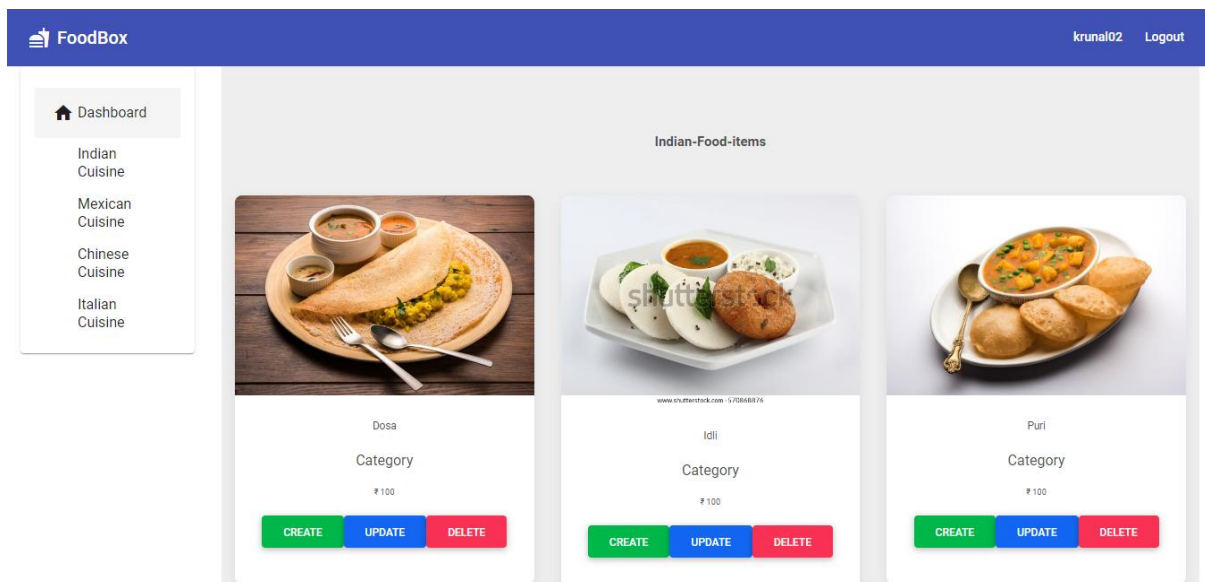 FoodBox
krunal02 Logout
Dashboard
Indian
Cuisine
Mexican
Cuisine
Chinese
Cuisine
Italian
Cuisine
Indian-Food-items
shutterstock
www.shutterstock.com · 570868876
Dosa
Category
₹ 100
CREATE UPDATE DELETE
Idli
Category
₹ 100
CREATE UPDATE DELETE
Puri
Category
₹ 100
CREATE UPDATE DELETE